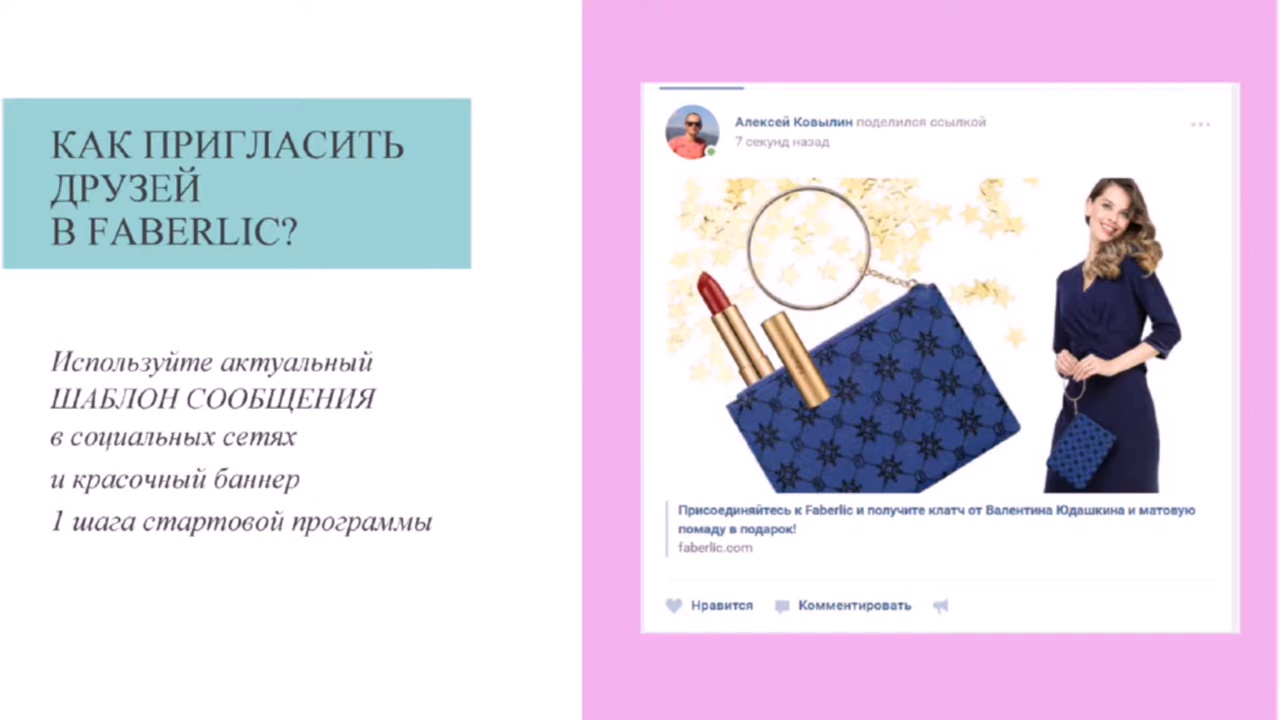 КАК ПРИГЛАСИТЬ
ДРУЗЕЙ
В FABERLIC?
Используйте актуальный
ШАБЛОН СООБЩЕНИЯ
в социальных сетях
и красочный баннер
1 шага стартовой программы
Алексей Ковылин поделился ссылкой
7 секунд назад
Присоединяйтесь к Faberlic и получите клатч от Валентина Юдашкина и матовую
помаду в подарок!
faberlic.com
Нравится Комментировать